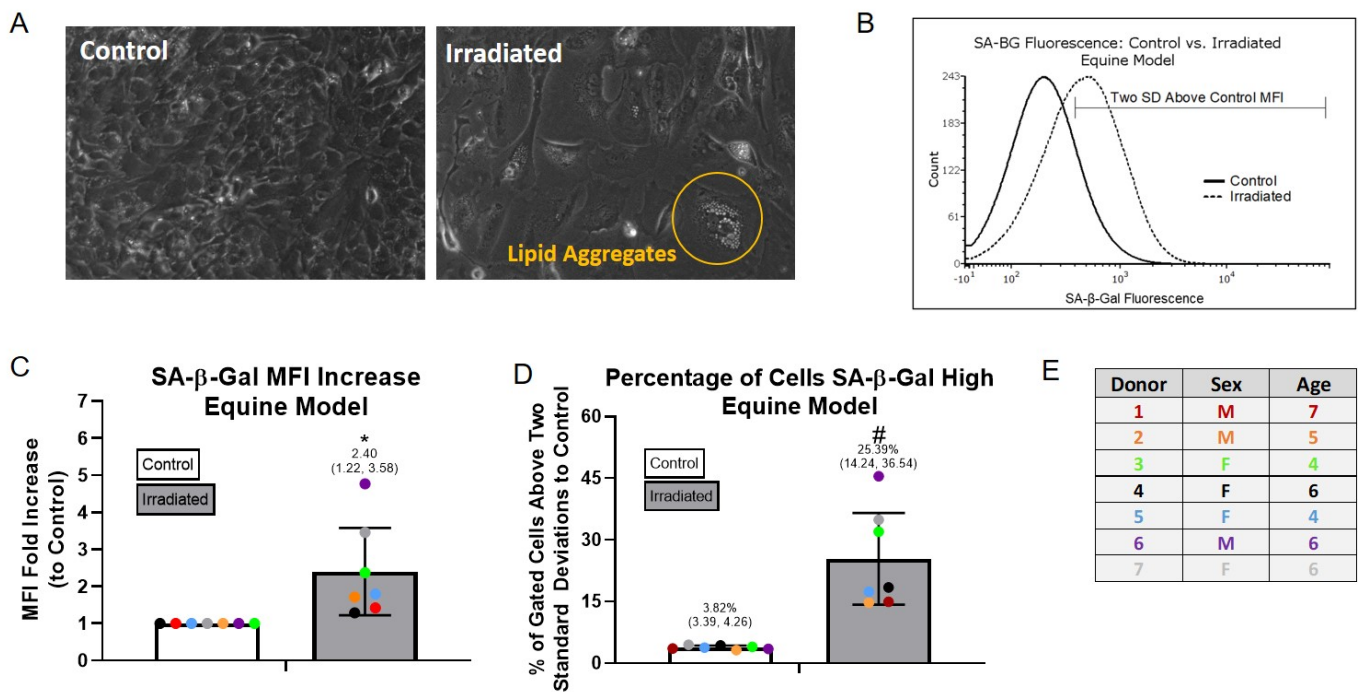 A
Control
Irradiated
Lipid Aggregates
B
SA-BG Fluorescence: Control vs. Irradiated
Equine Model
243
183
122
61
0
Count
Two SD Above Control MFI
Control
Irradiated
-10¹ 10² 10³ 10⁴
SA-β-Gal Fluorescence
C
SA-β-Gal MFI Increase
Equine Model
MFI Fold Increase
(to Control)
7
6
5
4
3
2
1
0
Control
Irradiated
*
2.40
(1.22, 3.58)
D
Percentage of Cells SA-β-Gal High
Equine Model
% of Gated Cells Above Two
Standard Deviations to Control
60
45
30
15
0
Control
Irradiated
3.82%
(3.39, 4.26)
#
25.39%
(14.24, 36.54)
E
Donor Sex Age
1 M 7
2 M 5
3 F 4
4 F 6
5 F 4
6 M 6
7 F 6